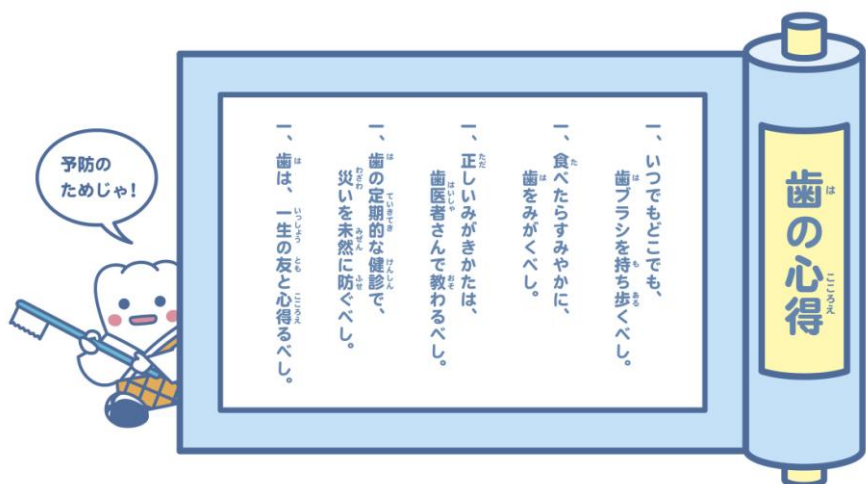 歯の心得
一、いつでもどこでも、
歯ブラシを持ち歩くべし。
一、食べたらすみやかに、
歯をみがくべし。
一、正しいみがきかたは、
歯医者さんで教わるべし。
一、歯の定期的な健診で、
災いを未然に防ぐべし。
一、歯は、一生の友と心得るべし。
予防の
ためじゃ!